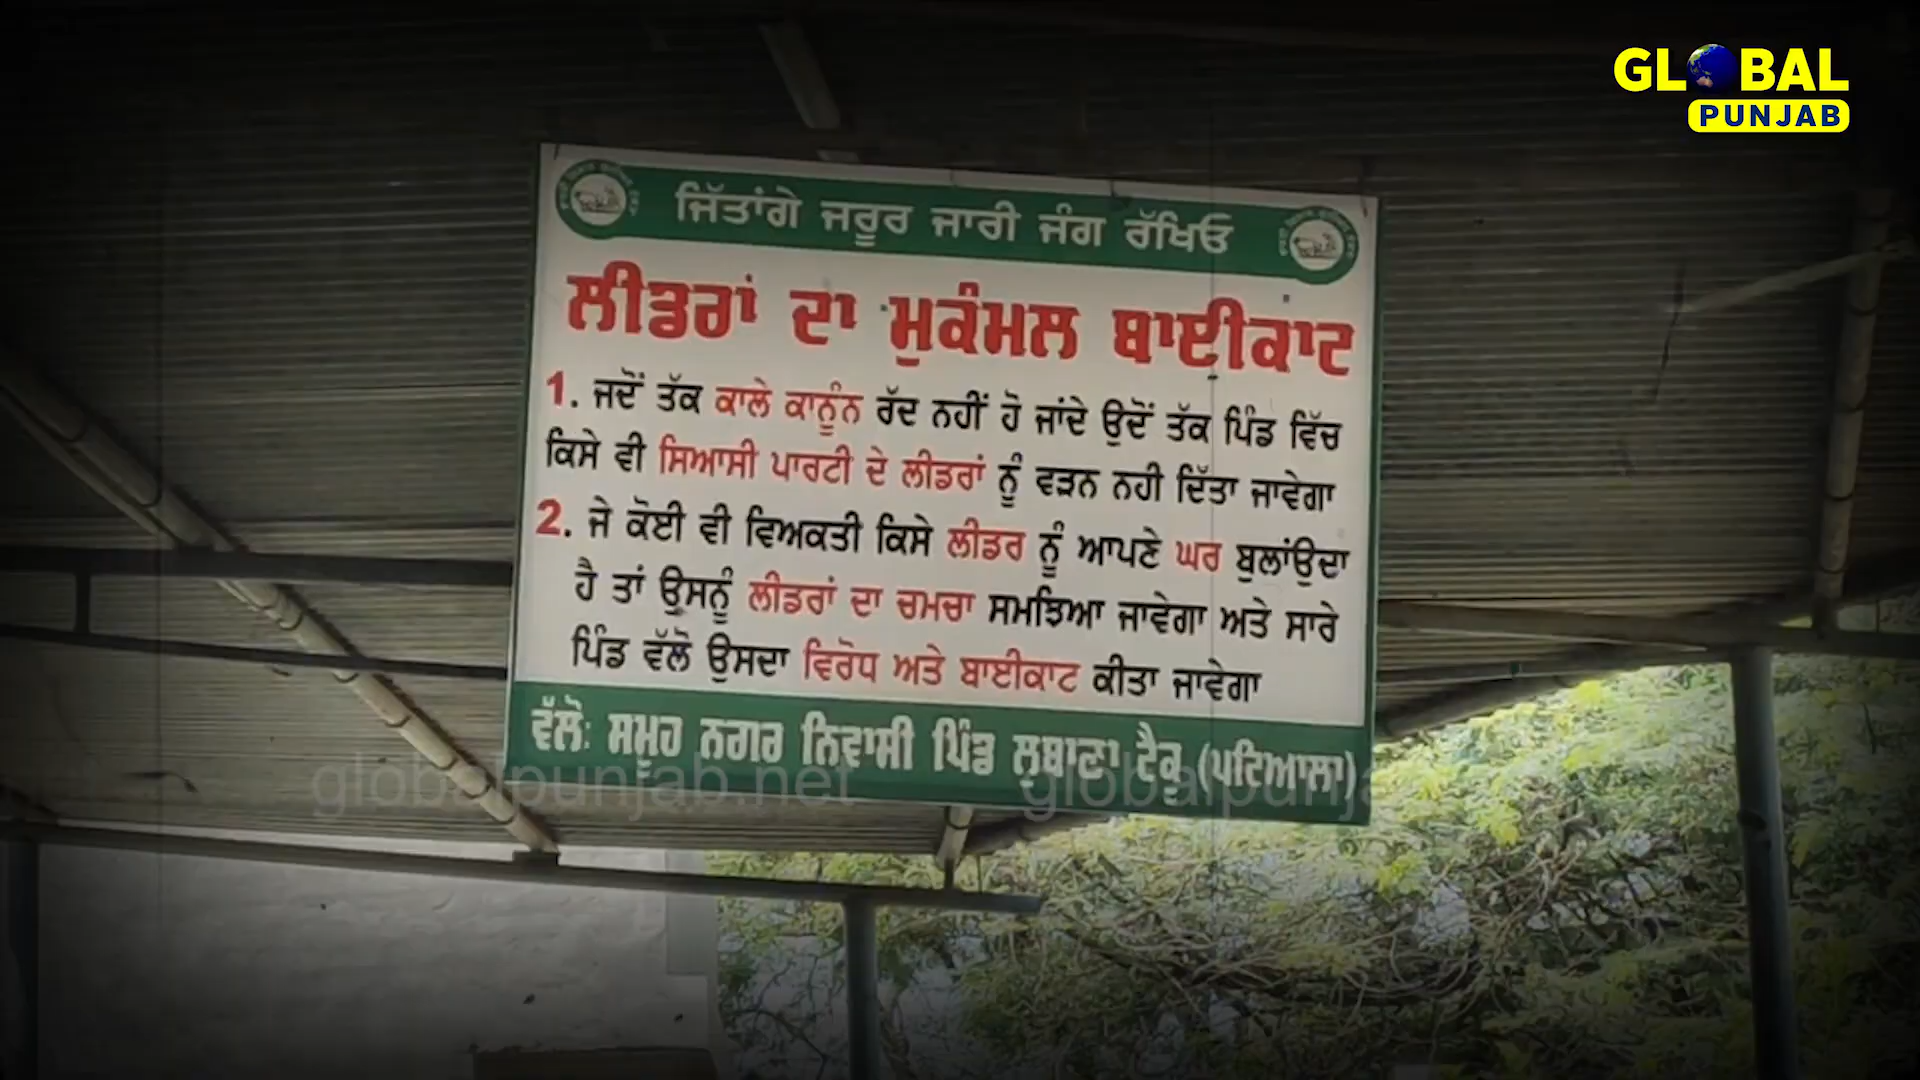 GLOBAL
PUNJAB
ਜਿੱਤਾਂਗੇ ਜਰੂਰ ਜਾਰੀ ਜੰਗ ਰੱਖਿਓ
ਲੀਡਰਾਂ ਦਾ ਮੁਕੰਮਲ ਬਾਈਕਾਟ
1. ਜਦੋਂ ਤੱਕ ਕਾਲੇ ਕਾਨੂੰਨ ਰੱਦ ਨਹੀਂ ਹੋ ਜਾਂਦੇ ਉਦੋਂ ਤੱਕ ਪਿੰਡ ਵਿੱਚ
ਕਿਸੇ ਵੀ ਸਿਆਸੀ ਪਾਰਟੀ ਦੇ ਲੀਡਰਾਂ ਨੂੰ ਵੜਨ ਨਹੀ ਦਿੱਤਾ ਜਾਵੇਗਾ
2. ਜੇ ਕੋਈ ਵੀ ਵਿਅਕਤੀ ਕਿਸੇ ਲੀਡਰ ਨੂੰ ਆਪਣੇ ਘਰ ਬੁਲਾਂਉਦਾ
ਹੈ ਤਾਂ ਉਸਨੂੰ ਲੀਡਰਾਂ ਦਾ ਚਮਚਾ ਸਮਝਿਆ ਜਾਵੇਗਾ ਅਤੇ ਸਾਰੇ
ਪਿੰਡ ਵੱਲੋ ਉਸਦਾ ਵਿਰੋਧ ਅਤੇ ਬਾਈਕਾਟ ਕੀਤਾ ਜਾਵੇਗਾ
ਵੱਲੋ: ਸਮੂਹ ਨਗਰ ਨਿਵਾਸੀ ਪਿੰਡ ਲੁਬਾਣਾ ਟੈਕੂ (ਪਟਿਆਲਾ)
globalpunjab.net globalpunja